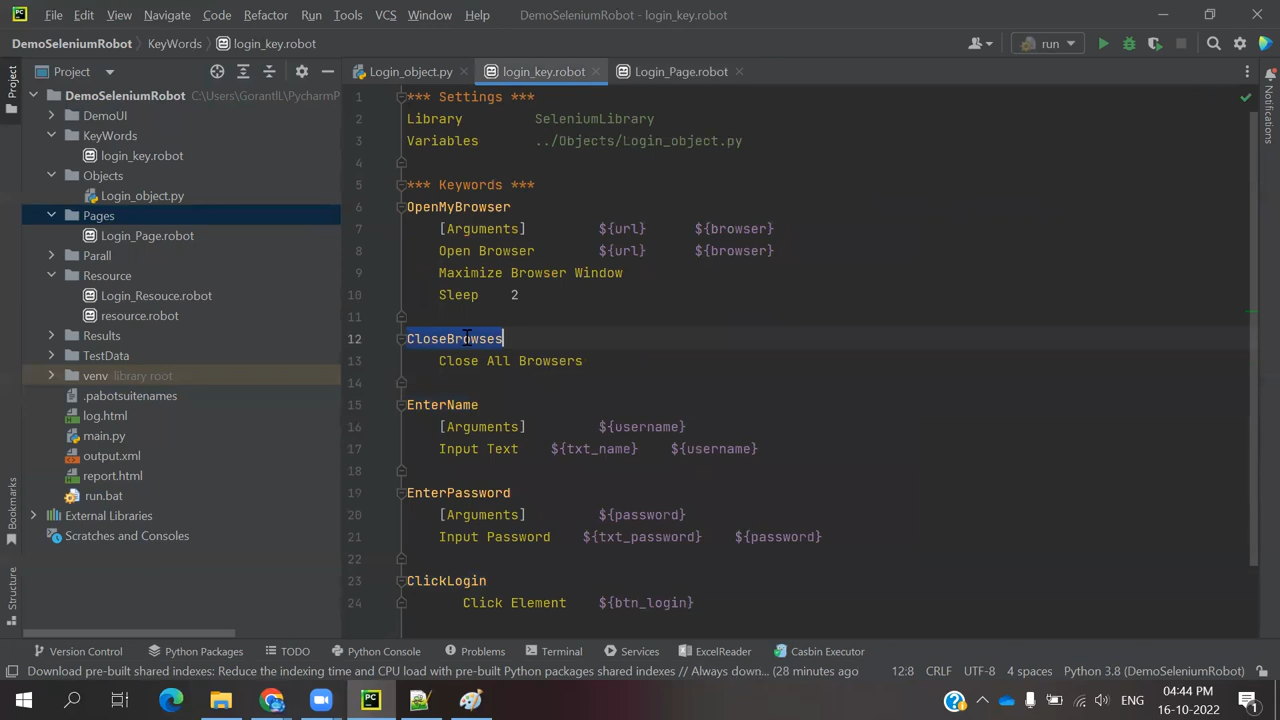 File Edit View Navigate Code Refactor Run Tools VCS Window Help DemoSeleniumRobot - login_key.robot
DemoSeleniumRobot KeyWords login_key.robot run
Project
Project
Login_object.py login_key.robot Login_Page.robot
Notifications
DemoSeleniumRobot C:\Users\GorantlL\PycharmP
DemoUI
KeyWords
login_key.robot
Objects
Login_object.py
Pages
Login_Page.robot
Parall
Resource
Login_Resouce.robot
resource.robot
Results
TestData
venv library root
.pabotsuitenames
log.html
main.py
output.xml
report.html
run.bat
External Libraries
Scratches and Consoles
Bookmarks
Structure
1 *** Settings ***
2 Library SeleniumLibrary
3 Variables ../Objects/Login_object.py
4
5 *** Keywords ***
6 OpenMyBrowser
7 [Arguments] ${url} ${browser}
8 Open Browser ${url} ${browser}
9 Maximize Browser Window
10 Sleep 2
11
12 CloseBrowses
13 Close All Browsers
14
15 EnterName
16 [Arguments] ${username}
17 Input Text ${txt_name} ${username}
18
19 EnterPassword
20 [Arguments] ${password}
21 Input Password ${txt_password} ${password}
22
23 ClickLogin
24 Click Element ${btn_login}
Version Control Python Packages TODO Python Console Problems Terminal Services ExcelReader Casbin Executor
Download pre-built shared indexes: Reduce the indexing time and CPU load with pre-built Python packages shared indexes // Always down... (28 minutes ago) 12:8 CRLF UTF-8 4 spaces Python 3.8 (DemoSeleniumRobot)
ENG 04:44 PM
16-10-2022
1